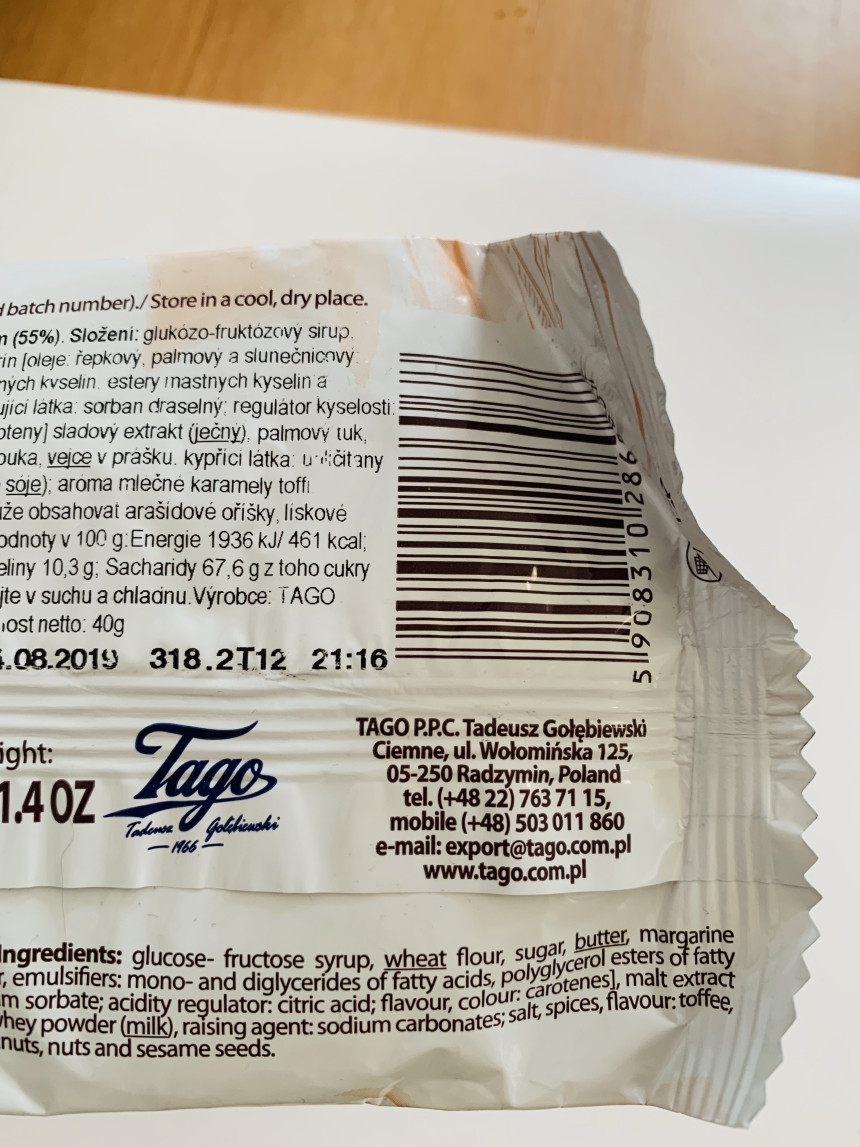 batch number)./ Store in a cool, dry place.
(55%). Složení: glukózo-fruktózový sirup,
[oleje: řepkový, palmový a slunečnicový
kyselin, estery mastných kyselin a
látka: sorban draselný; regulátor kyselosti:
sladový extrakt (ječný), palmový tuk,
vejce v prášku, kypřící látka:
sóje); aróma mléčné karamely toffi
obsahovat arašídové oříšky, lískové
v 100 g: Energie 1936 kJ/ 461 kcal;
10,3 g; Sacharidy 67,6 g z toho cukry
v suchu a chladnu. Výrobce: TAGO
netto: 40g
.08.2019 318.2T12 21:16
5 908310 286
1.4 OZ
Tago
Tadeusz Gołębiewski
1966
TAGO P.P.C. Tadeusz Gołębiewski
Ciemne, ul. Wołomińska 125,
05-250 Radzymin, Poland
tel. (+48 22) 763 71 15,
mobile (+48) 503 011 860
e-mail: export@tago.com.pl
www.tago.com.pl
Ingredients: glucose- fructose syrup, wheat flour, sugar, butter, margarine
emulsifiers: mono- and diglycerides of fatty acids, polyglycerol esters of fatty
sorbate; acidity regulator: citric acid; flavour, colour: carotenes], malt extract
whey powder (milk), raising agent: sodium carbonates; salt, spices, flavour: toffee,
nuts, nuts and sesame seeds.